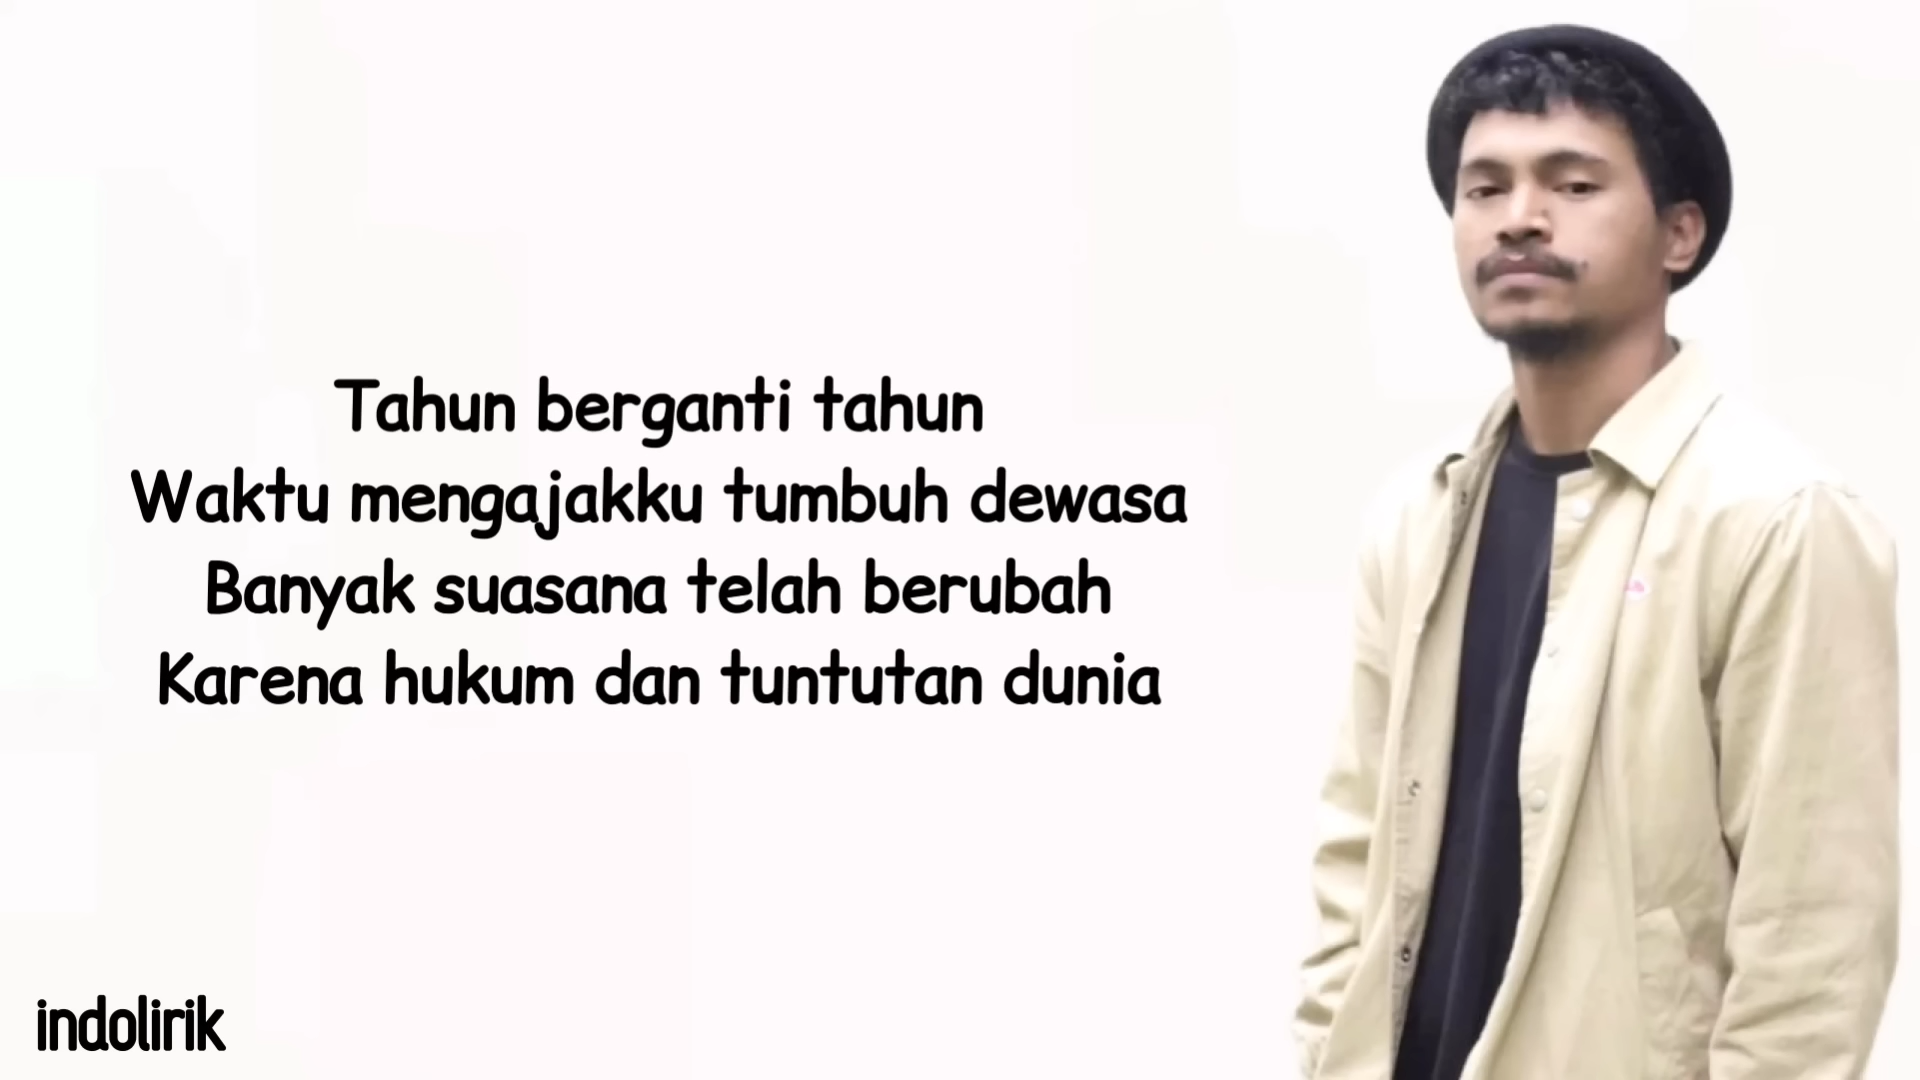 Tahun berganti tahun
Waktu mengajakku tumbuh dewasa
Banyak suasana telah berubah
Karena hukum dan tuntutan dunia
indolirik